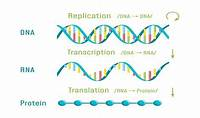 Replication /DNA → DNA/
DNA
Transcription /DNA → RNA/
RNA
Translation /RNA → Protein/
Protein